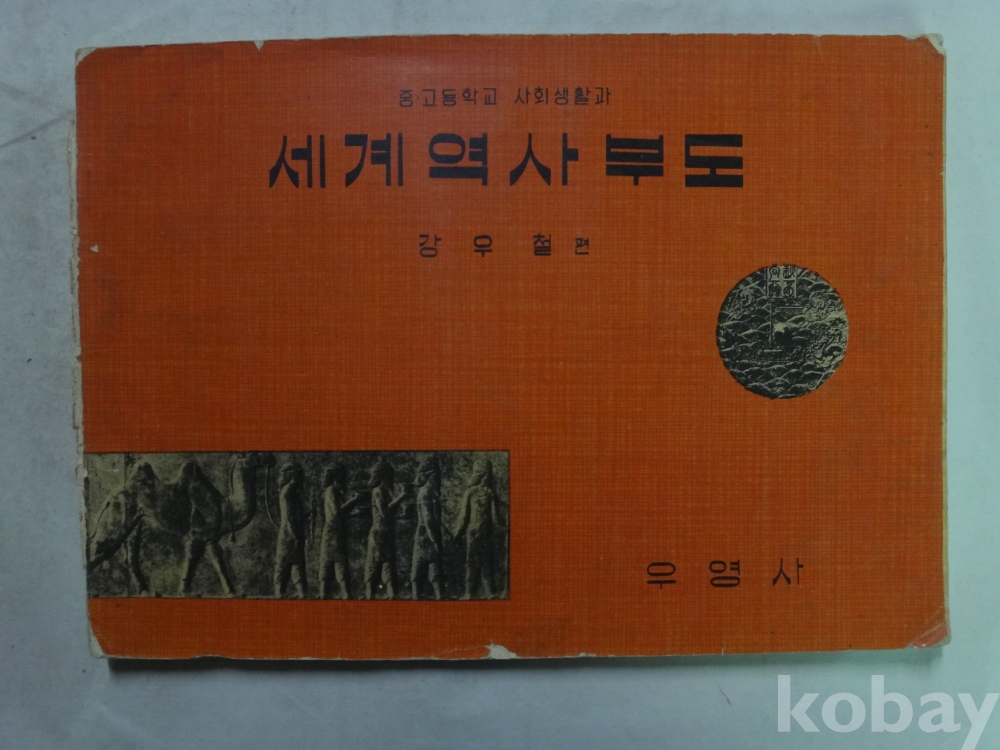 중·고등학교 사회생활과
세계역사부도
강우철 편
우영사
kobay